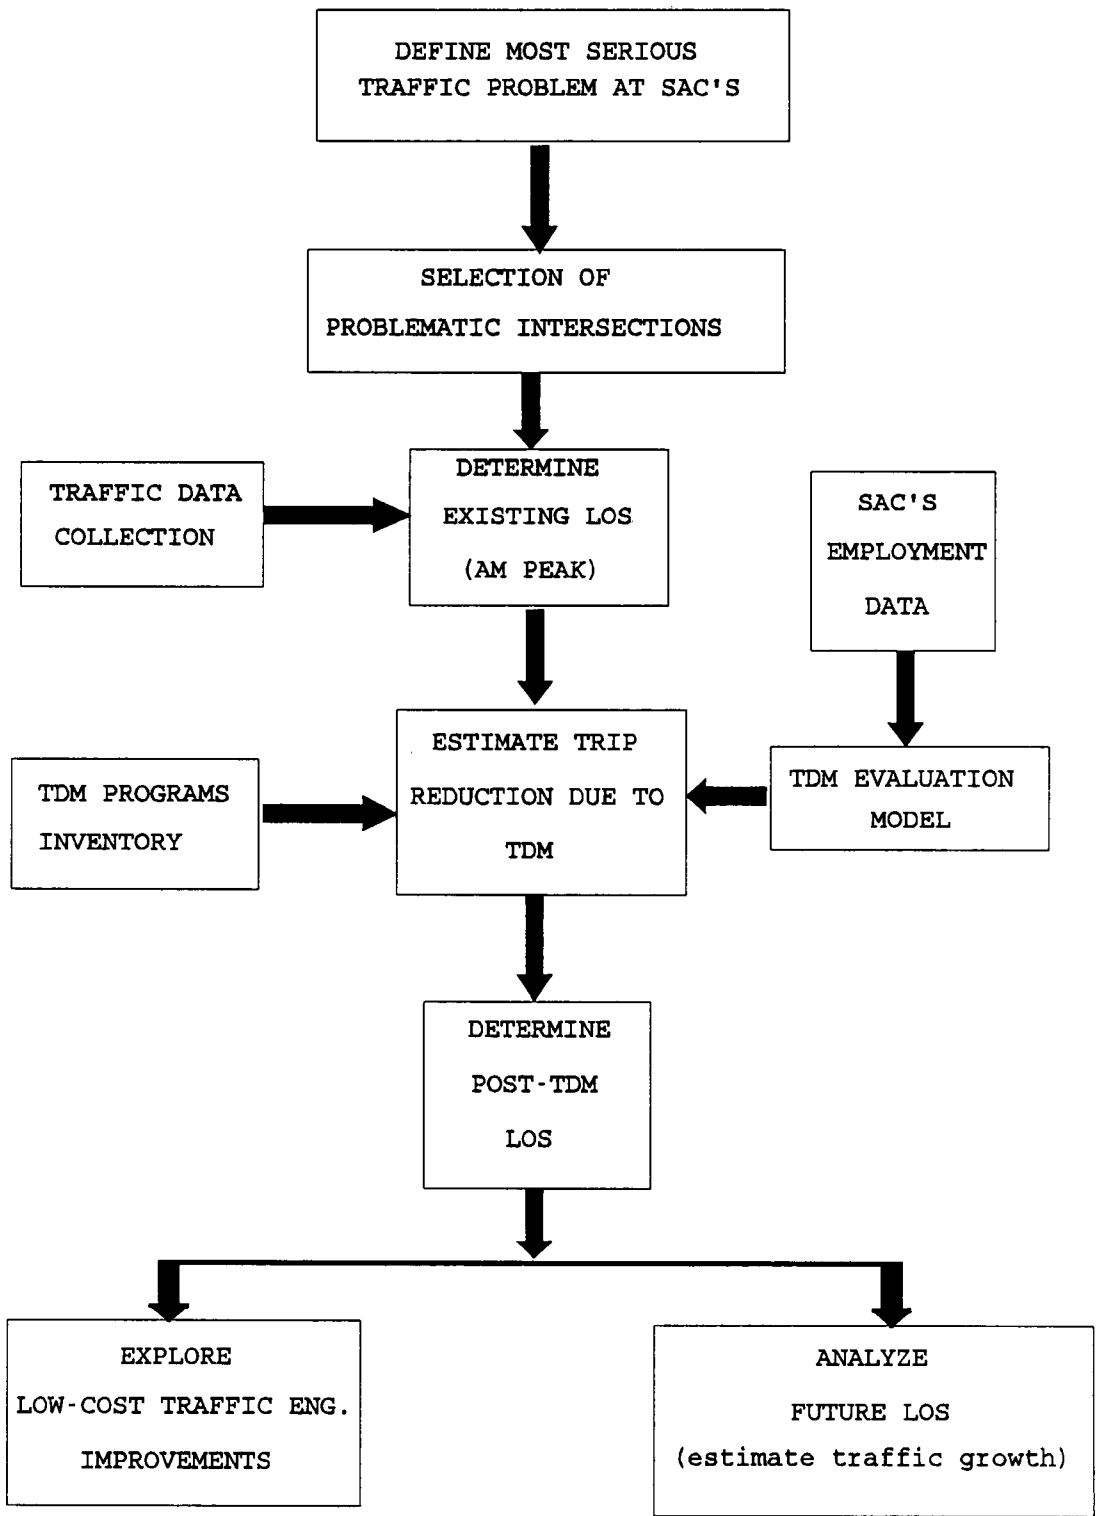 DEFINE MOST SERIOUS
TRAFFIC PROBLEM AT SAC'S
SELECTION OF
PROBLEMATIC INTERSECTIONS
TRAFFIC DATA
COLLECTION
DETERMINE
EXISTING LOS
(AM PEAK)
SAC'S
EMPLOYMENT
DATA
TDM PROGRAMS
INVENTORY
ESTIMATE TRIP
REDUCTION DUE TO
TDM
TDM EVALUATION
MODEL
DETERMINE
POST-TDM
LOS
EXPLORE
LOW-COST TRAFFIC ENG.
IMPROVEMENTS
ANALYZE
FUTURE LOS
(estimate traffic growth)